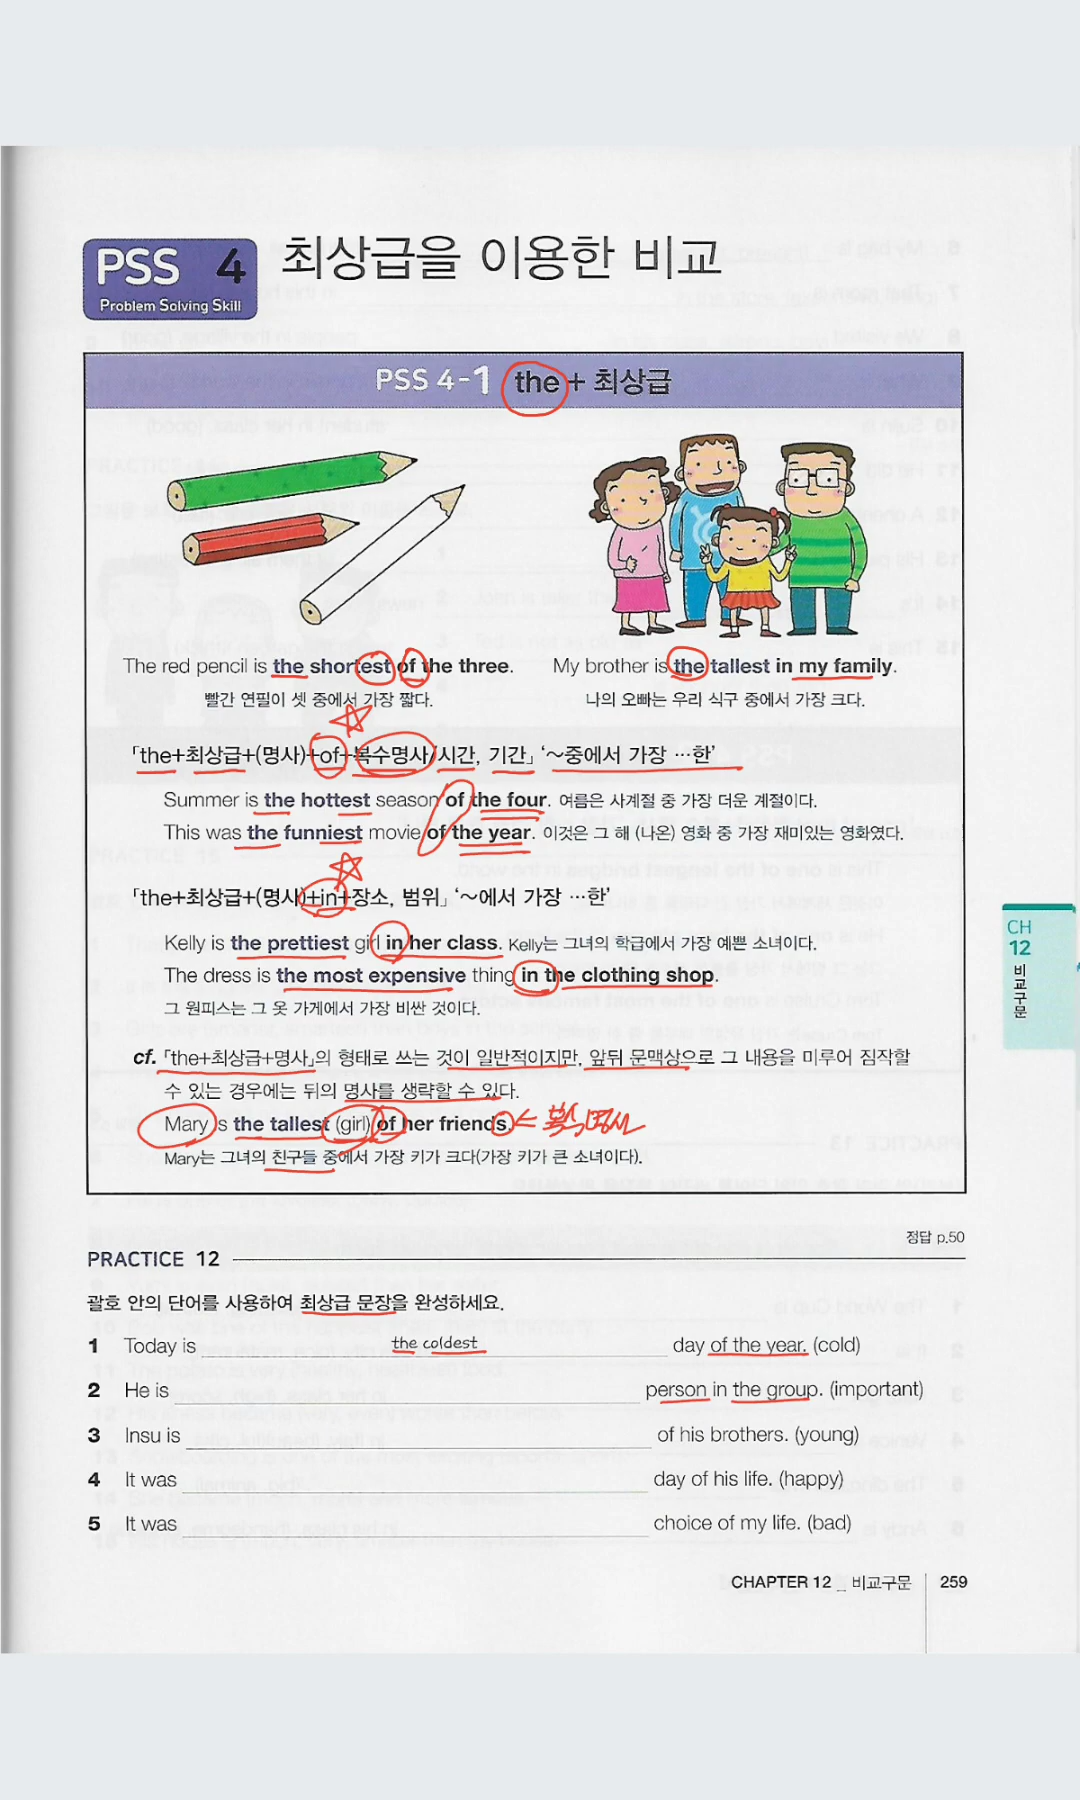 PSS 4 최상급을 이용한 비교
Problem Solving Skill
PSS 4-1 the + 최상급
The red pencil is the shortest of the three. My brother is the tallest in my family.
빨간 연필이 셋 중에서 가장 짧다. 나의 오빠는 우리 식구 중에서 가장 크다.
「the+최상급+(명사)+of+복수명사/시간, 기간」 ‘~중에서 가장 …한’
Summer is the hottest season of the four. 여름은 사계절 중 가장 더운 계절이다.
This was the funniest movie of the year. 이것은 그 해 (나온) 영화 중 가장 재미있는 영화였다.
「the+최상급+(명사)+in+장소, 범위」 ‘~에서 가장 …한’
Kelly is the prettiest girl in her class. Kelly는 그녀의 학급에서 가장 예쁜 소녀이다.
The dress is the most expensive thing in the clothing shop.
그 원피스는 그 옷 가게에서 가장 비싼 것이다.
cf. 「the+최상급+명사」의 형태로 쓰는 것이 일반적이지만, 앞뒤 문맥상으로 그 내용을 미루어 짐작할
수 있는 경우에는 뒤의 명사를 생략할 수 있다.
Mary is the tallest (girl) of her friends. ← 복수명사
Mary는 그녀의 친구들 중에서 가장 키가 크다(가장 키가 큰 소녀이다).
CH
12
비교구문
정답 p.50
PRACTICE 12
괄호 안의 단어를 사용하여 최상급 문장을 완성하세요.
1 Today is the coldest day of the year. (cold)
2 He is person in the group. (important)
3 Insu is of his brothers. (young)
4 It was day of his life. (happy)
5 It was choice of my life. (bad)
CHAPTER 12 _ 비교구문 259